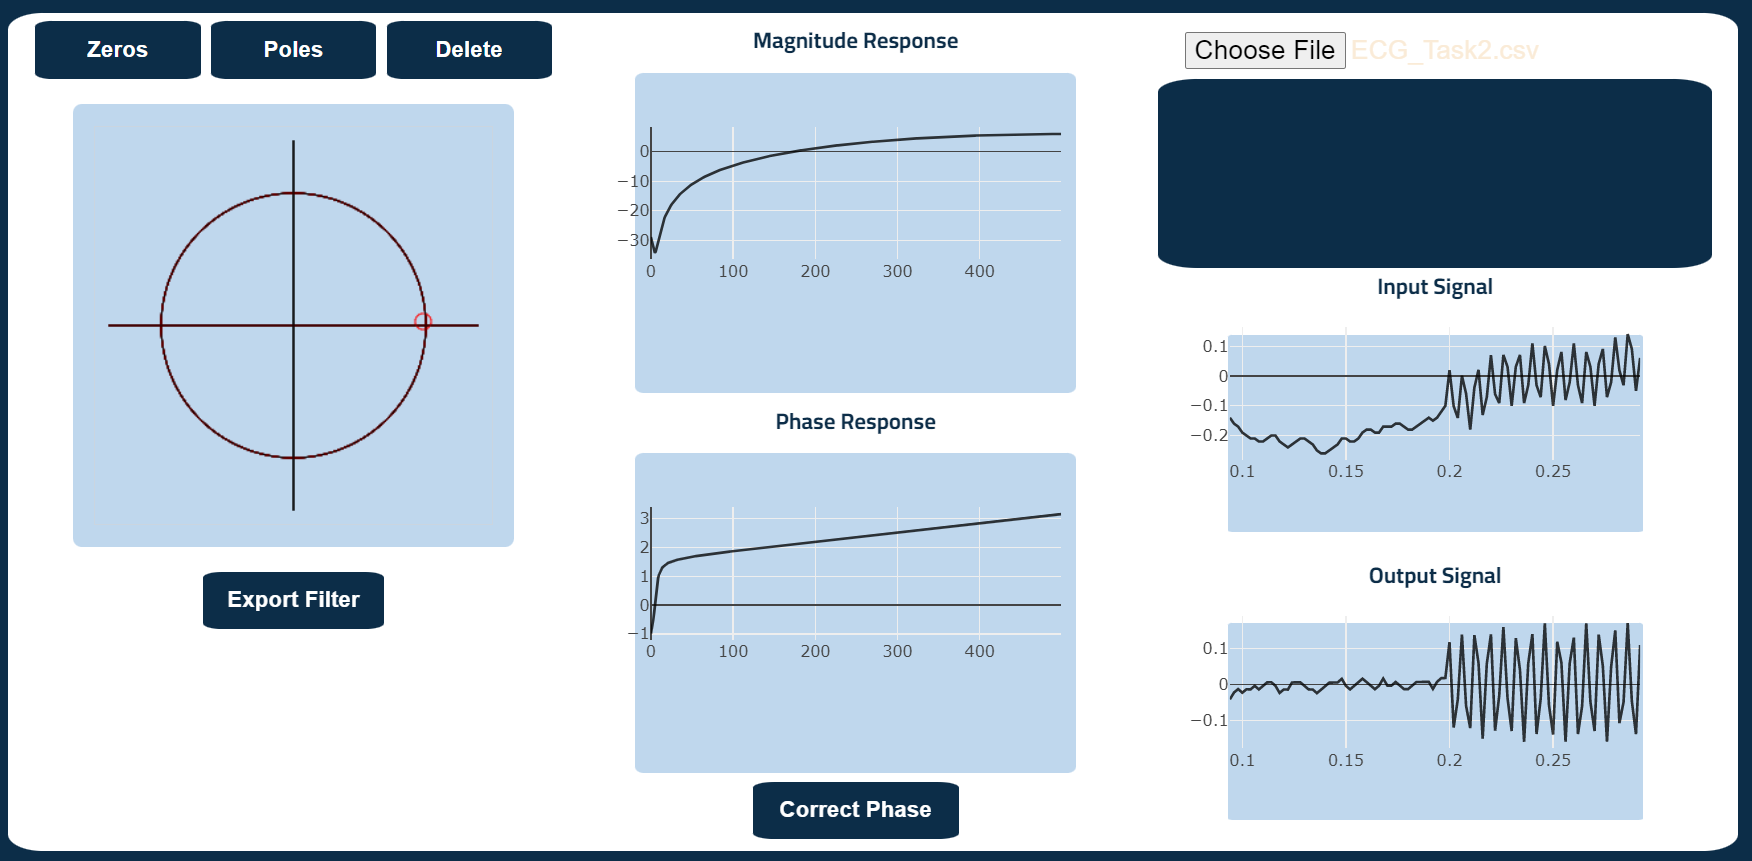 Zeros
Poles
Delete
Export Filter
Magnitude Response
0
−10
−20
−30
0 100 200 300 400
Phase Response
3
2
1
0
−1
0 100 200 300 400
Correct Phase
Choose File ECG_Task2.csv
Input Signal
0.1
0
−0.1
−0.2
0.1 0.15 0.2 0.25
Output Signal
0.1
0
−0.1
0.1 0.15 0.2 0.25